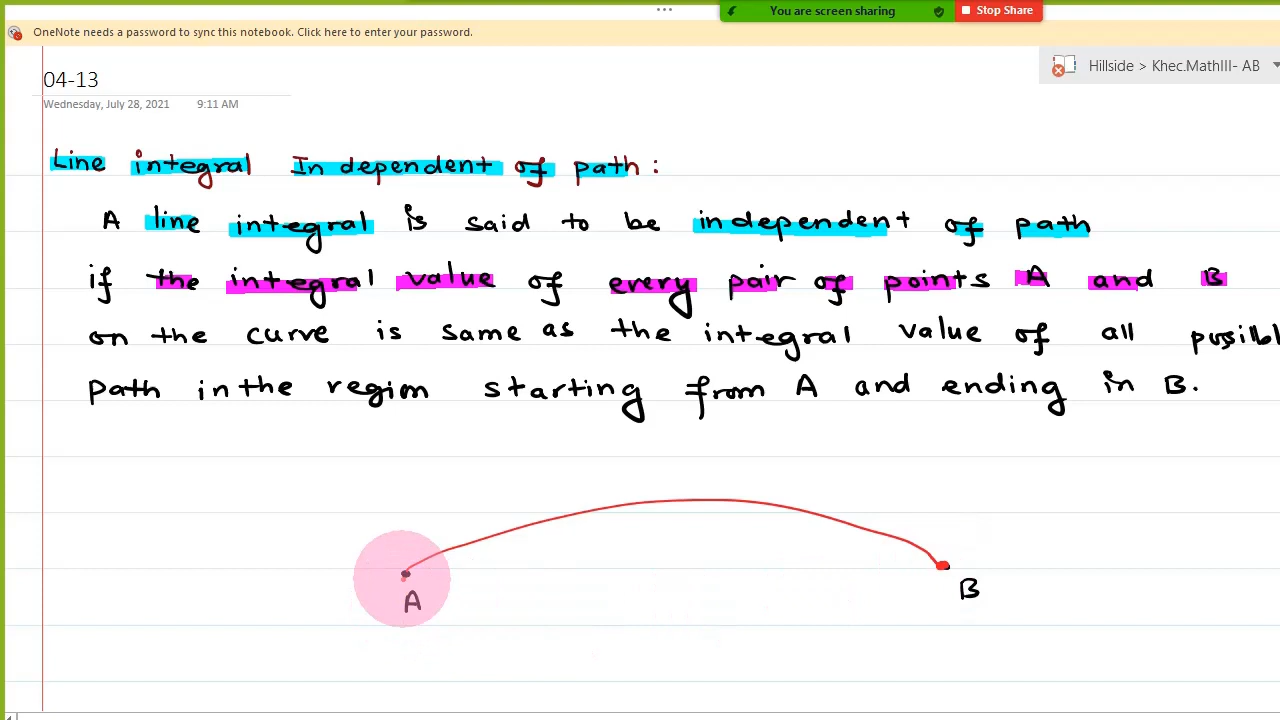 You are screen sharing
Stop Share
OneNote needs a password to sync this notebook. Click here to enter your password.
Hillside > Khec.MathIII- AB
04-13
Wednesday, July 28, 2021 9:11 AM
Line integral Independent of path :
A line integral is said to be independent of path
if the integral value of every pair of points A and B
on the curve is same as the integral value of all possibl
path in the region starting from A and ending in B.
A
B